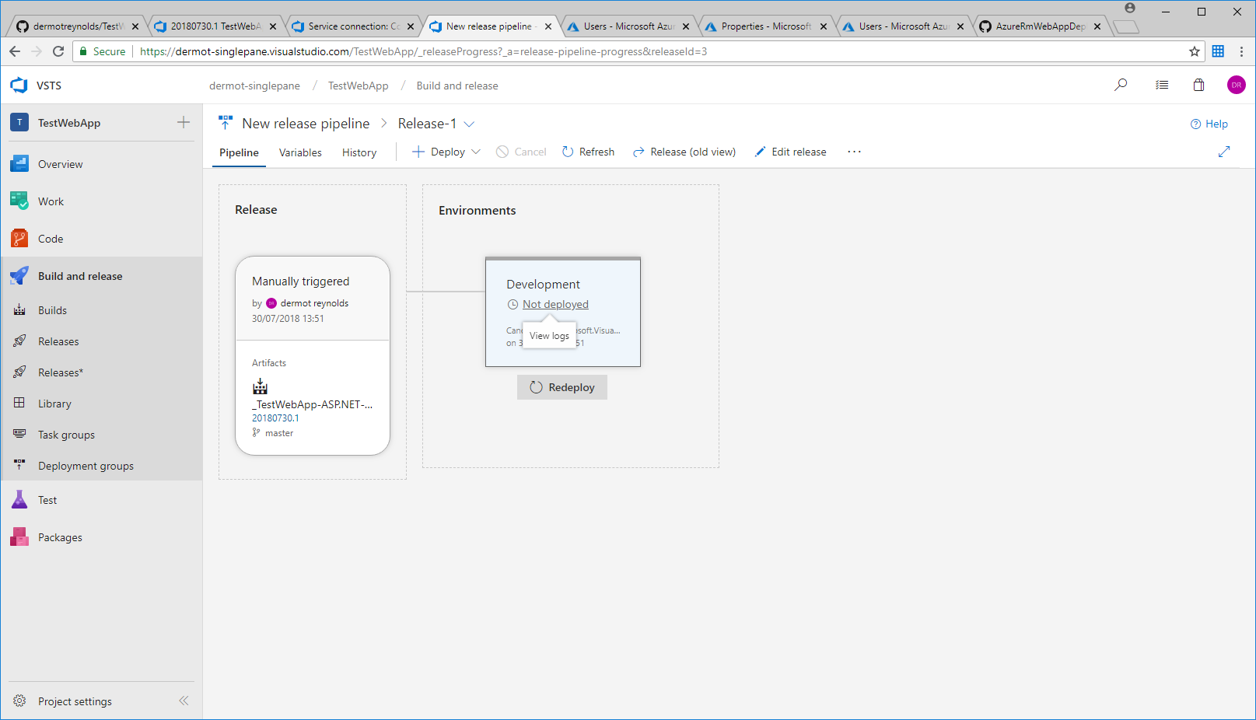 dermotreynolds/TestW
20180730.1 TestWebA
Service connection: Co
New release pipeline -
Users - Microsoft Azur
Properties - Microsoft
Users - Microsoft Azur
AzureRmWebAppDep
Secure
https://dermot-singlepane.visualstudio.com/TestWebApp/_releaseProgress?_a=release-pipeline-progress&releaseId=3
VSTS
dermot-singlepane / TestWebApp / Build and release
DR
T TestWebApp
New release pipeline > Release-1
Help
Pipeline Variables History Deploy Cancel Refresh Release (old view) Edit release ...
Overview
Work
Code
Build and release
Builds
Releases
Releases*
Library
Task groups
Deployment groups
Test
Packages
Project settings
Release
Manually triggered
by DR dermot reynolds
30/07/2018 13:51
Artifacts
_TestWebApp-ASP.NET-...
20180730.1
master
Environments
Development
Not deployed
View logs
Canc osoft.Visua...
on 3 51
Redeploy